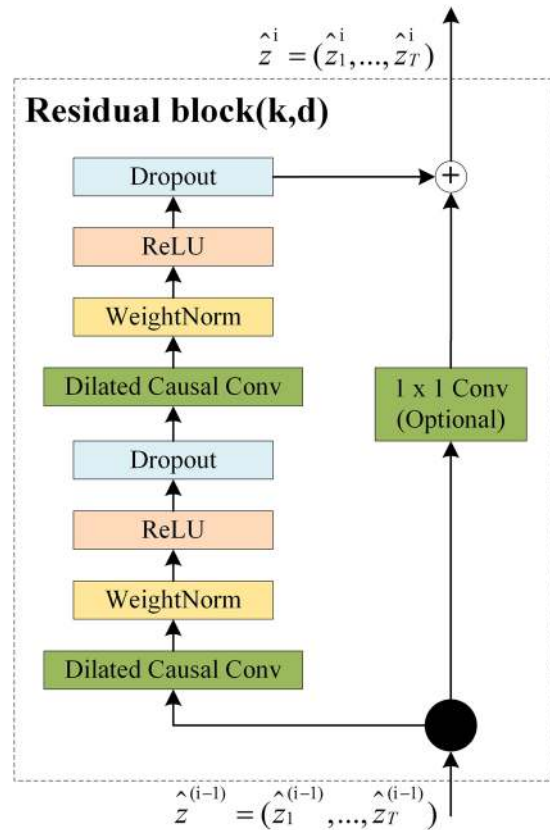 ẑ^i = (ẑ_1^i,...,ẑ_T^i)
Residual block(k,d)
Dropout
+
ReLU
WeightNorm
Dilated Causal Conv
1 x 1 Conv
(Optional)
Dropout
ReLU
WeightNorm
Dilated Causal Conv
ẑ^(i−1) = (ẑ_1^(i−1),...,ẑ_T^(i−1))